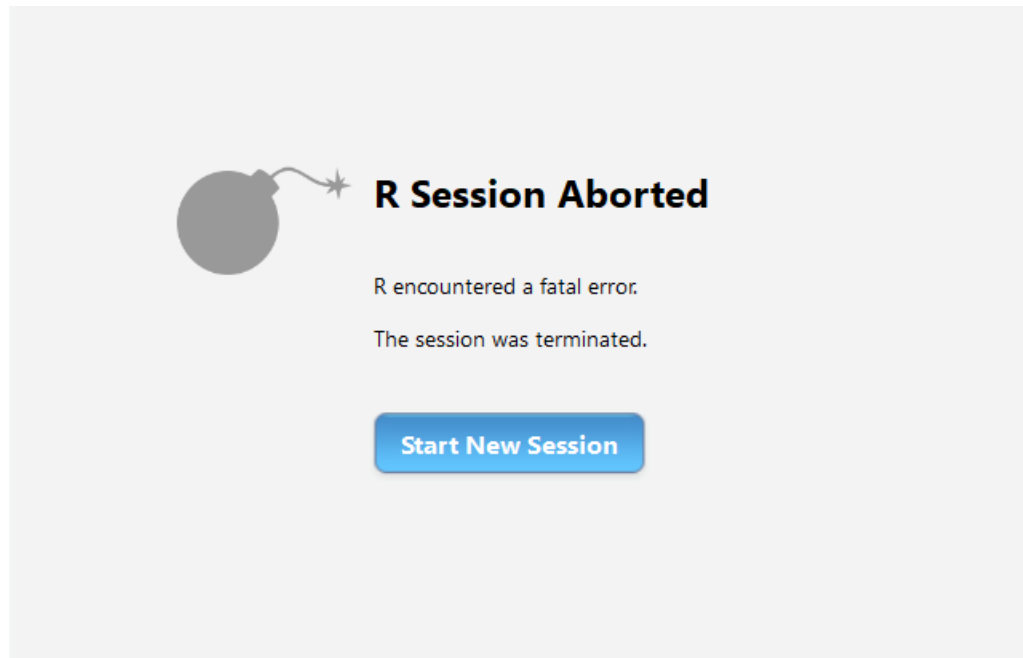 R Session Aborted
R encountered a fatal error.
The session was terminated.
Start New Session